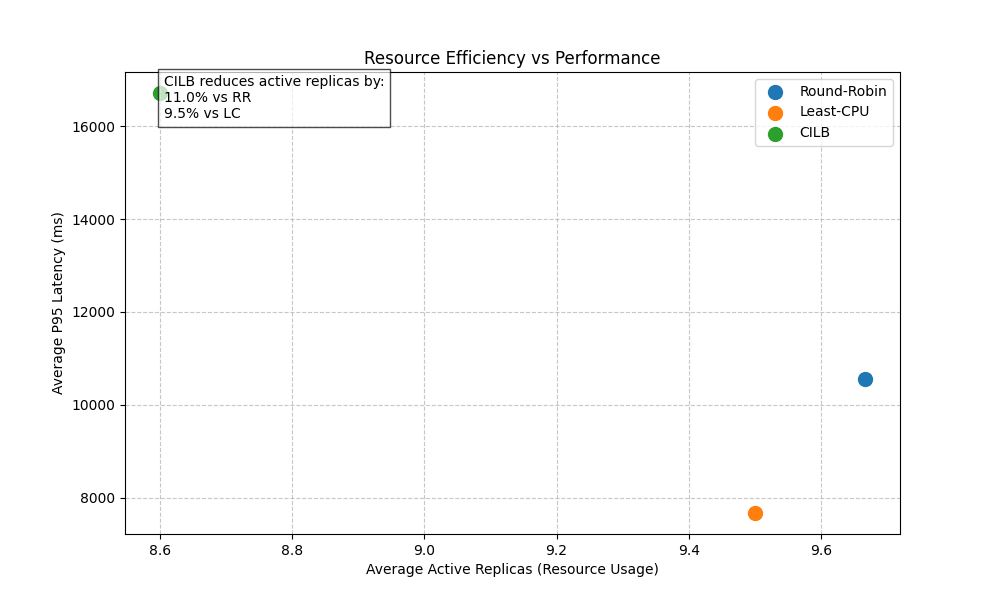 Resource Efficiency vs Performance
CILB reduces active replicas by:
11.0% vs RR
9.5% vs LC
Round-Robin
Least-CPU
CILB
Average P95 Latency (ms)
16000
14000
12000
10000
8000
8.6 8.8 9.0 9.2 9.4 9.6
Average Active Replicas (Resource Usage)